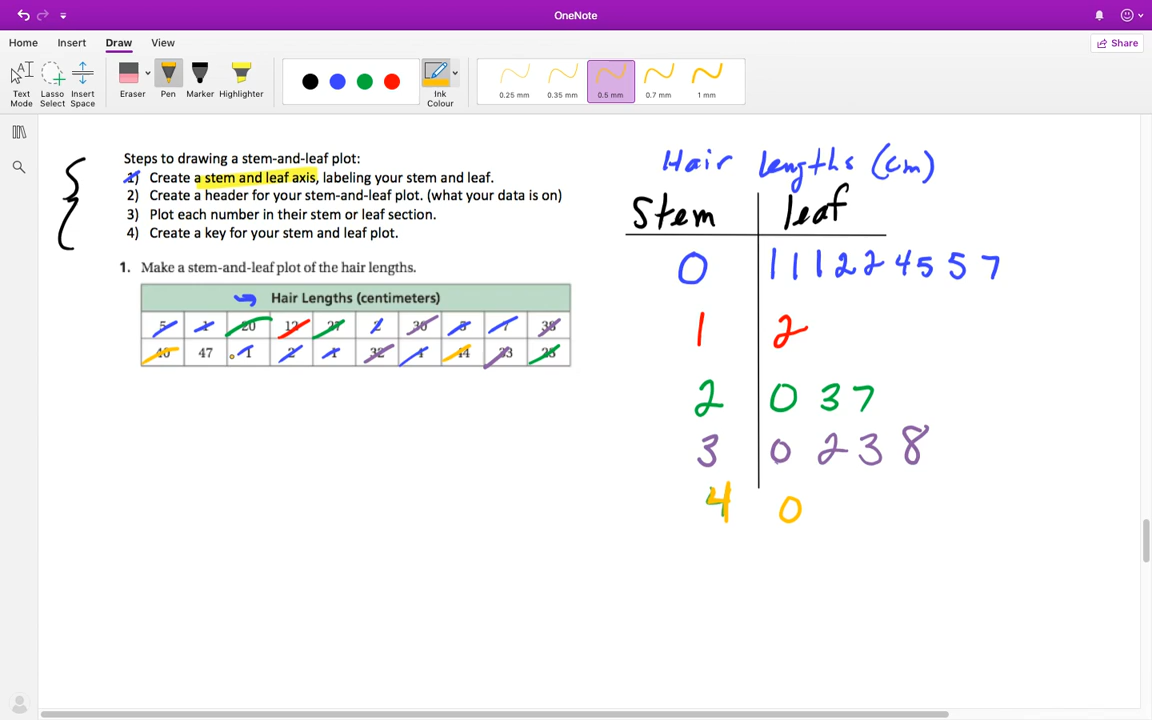 OneNote
Home Insert Draw View
Share
Text Mode
Lasso Select
Insert Space
Eraser
Pen
Marker
Highlighter
Ink Colour
0.25 mm
0.35 mm
0.5 mm
0.7 mm
1 mm
Steps to drawing a stem-and-leaf plot:
1) Create a stem and leaf axis, labeling your stem and leaf.
2) Create a header for your stem-and-leaf plot. (what your data is on)
3) Plot each number in their stem or leaf section.
4) Create a key for your stem and leaf plot.
1. Make a stem-and-leaf plot of the hair lengths.
Hair Lengths (centimeters)
5 1 20 12 27 2 30 5 7 38
40 47 1 2 1 32 44 33 23
Hair lengths (cm)
Stem leaf
0 1 1 1 2 2 4 5 5 7
1 2
2 0 3 7
3 0 2 3 8
4 0